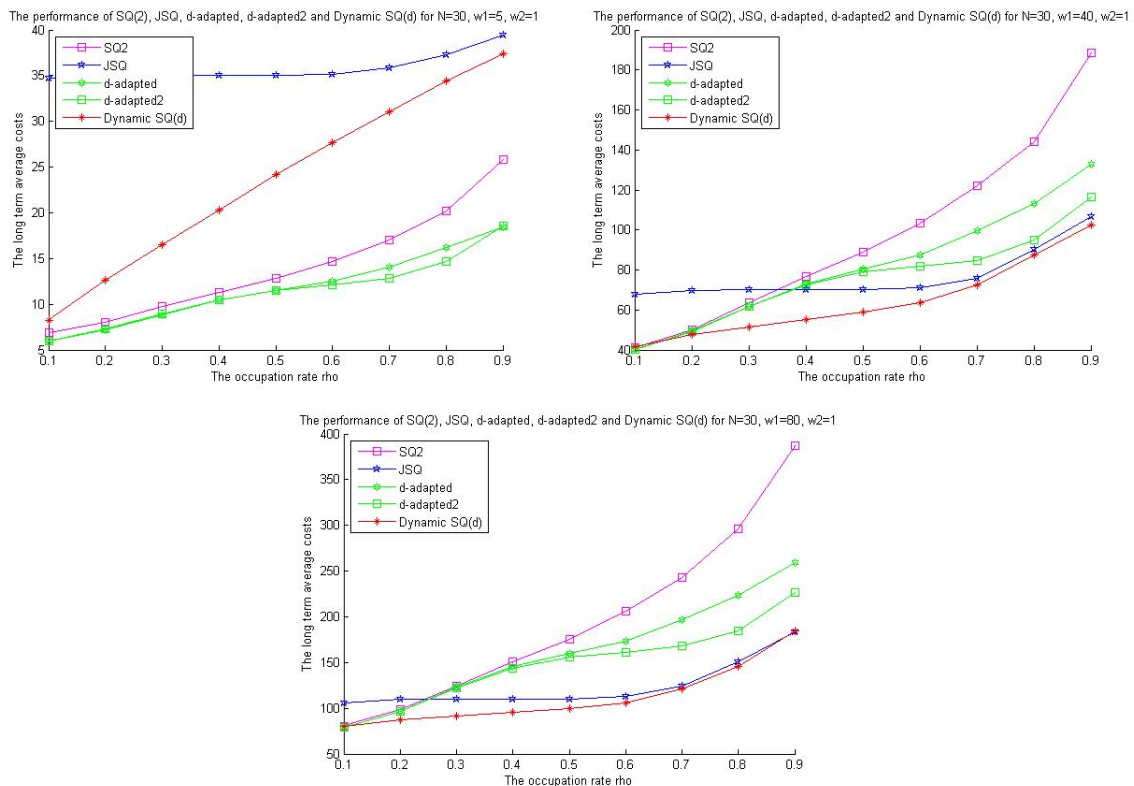 The performance of SQ(2), JSQ, d-adapted, d-adapted2 and Dynamic SQ(d) for N=30, w1=5, w2=1
40
35
30
25
20
15
10
5
The long term average costs
SQ2
JSQ
d-adapted
d-adapted2
Dynamic SQ(d)
0.1 0.2 0.3 0.4 0.5 0.6 0.7 0.8 0.9
The occupation rate rho
The performance of SQ(2), JSQ, d-adapted, d-adapted2 and Dynamic SQ(d) for N=30, w1=40, w2=1
200
180
160
140
120
100
80
60
40
The long term average costs
SQ2
JSQ
d-adapted
d-adapted2
Dynamic SQ(d)
0.1 0.2 0.3 0.4 0.5 0.6 0.7 0.8 0.9
The occupation rate rho
The performance of SQ(2), JSQ, d-adapted, d-adapted2 and Dynamic SQ(d) for N=30, w1=80, w2=1
400
350
300
250
200
150
100
50
The long term average costs
SQ2
JSQ
d-adapted
d-adapted2
Dynamic SQ(d)
0.1 0.2 0.3 0.4 0.5 0.6 0.7 0.8 0.9
The occupation rate rho